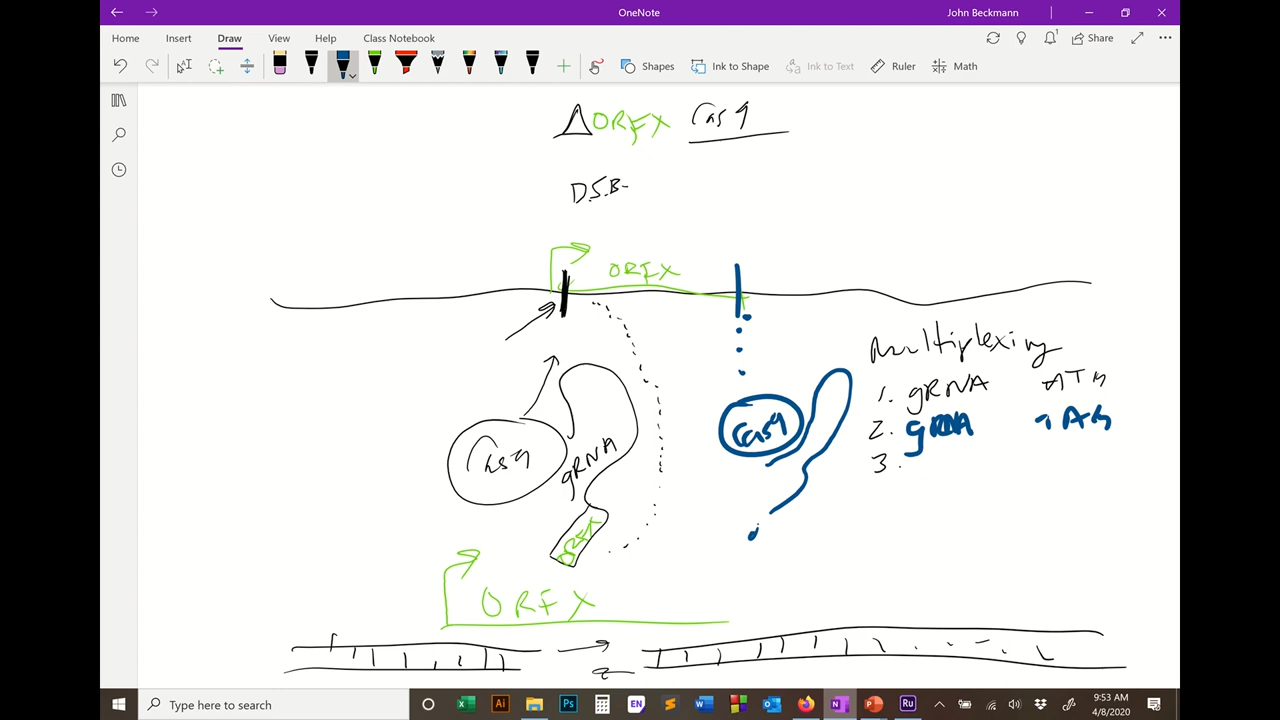 OneNote
John Beckmann
Home Insert Draw View Help Class Notebook
Share
Shapes Ink to Shape Ink to Text Ruler Math
ΔORFX Cas9
D.S.B.
ORFX
Multiplexing
1. gRNA
2. gRNA
3.
Cas9
gRNA
Cas9
ORFX
ORFX
Type here to search
9:53 AM
4/8/2020